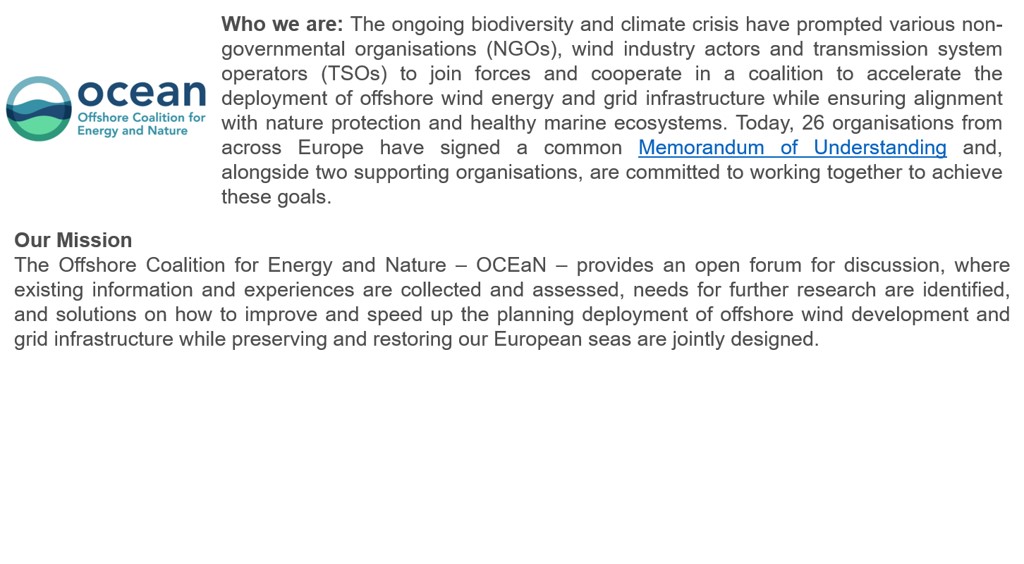 ocean
Offshore Coalition for
Energy and Nature
Who we are: The ongoing biodiversity and climate crisis have prompted various non-
governmental organisations (NGOs), wind industry actors and transmission system
operators (TSOs) to join forces and cooperate in a coalition to accelerate the
deployment of offshore wind energy and grid infrastructure while ensuring alignment
with nature protection and healthy marine ecosystems. Today, 26 organisations from
across Europe have signed a common Memorandum of Understanding and,
alongside two supporting organisations, are committed to working together to achieve
these goals.
Our Mission
The Offshore Coalition for Energy and Nature – OCEaN – provides an open forum for discussion, where
existing information and experiences are collected and assessed, needs for further research are identified,
and solutions on how to improve and speed up the planning deployment of offshore wind development and
grid infrastructure while preserving and restoring our European seas are jointly designed.